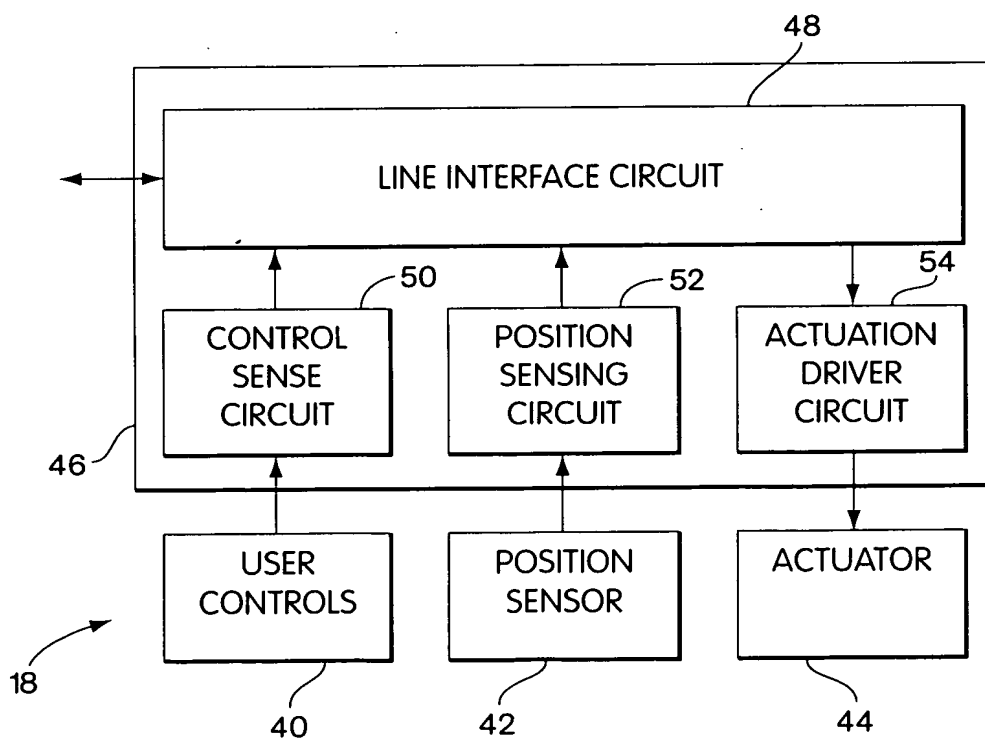 48
LINE INTERFACE CIRCUIT
50
52
54
CONTROL
SENSE
CIRCUIT
POSITION
SENSING
CIRCUIT
ACTUATION
DRIVER
CIRCUIT
46
USER
CONTROLS
POSITION
SENSOR
ACTUATOR
18
40
42
44